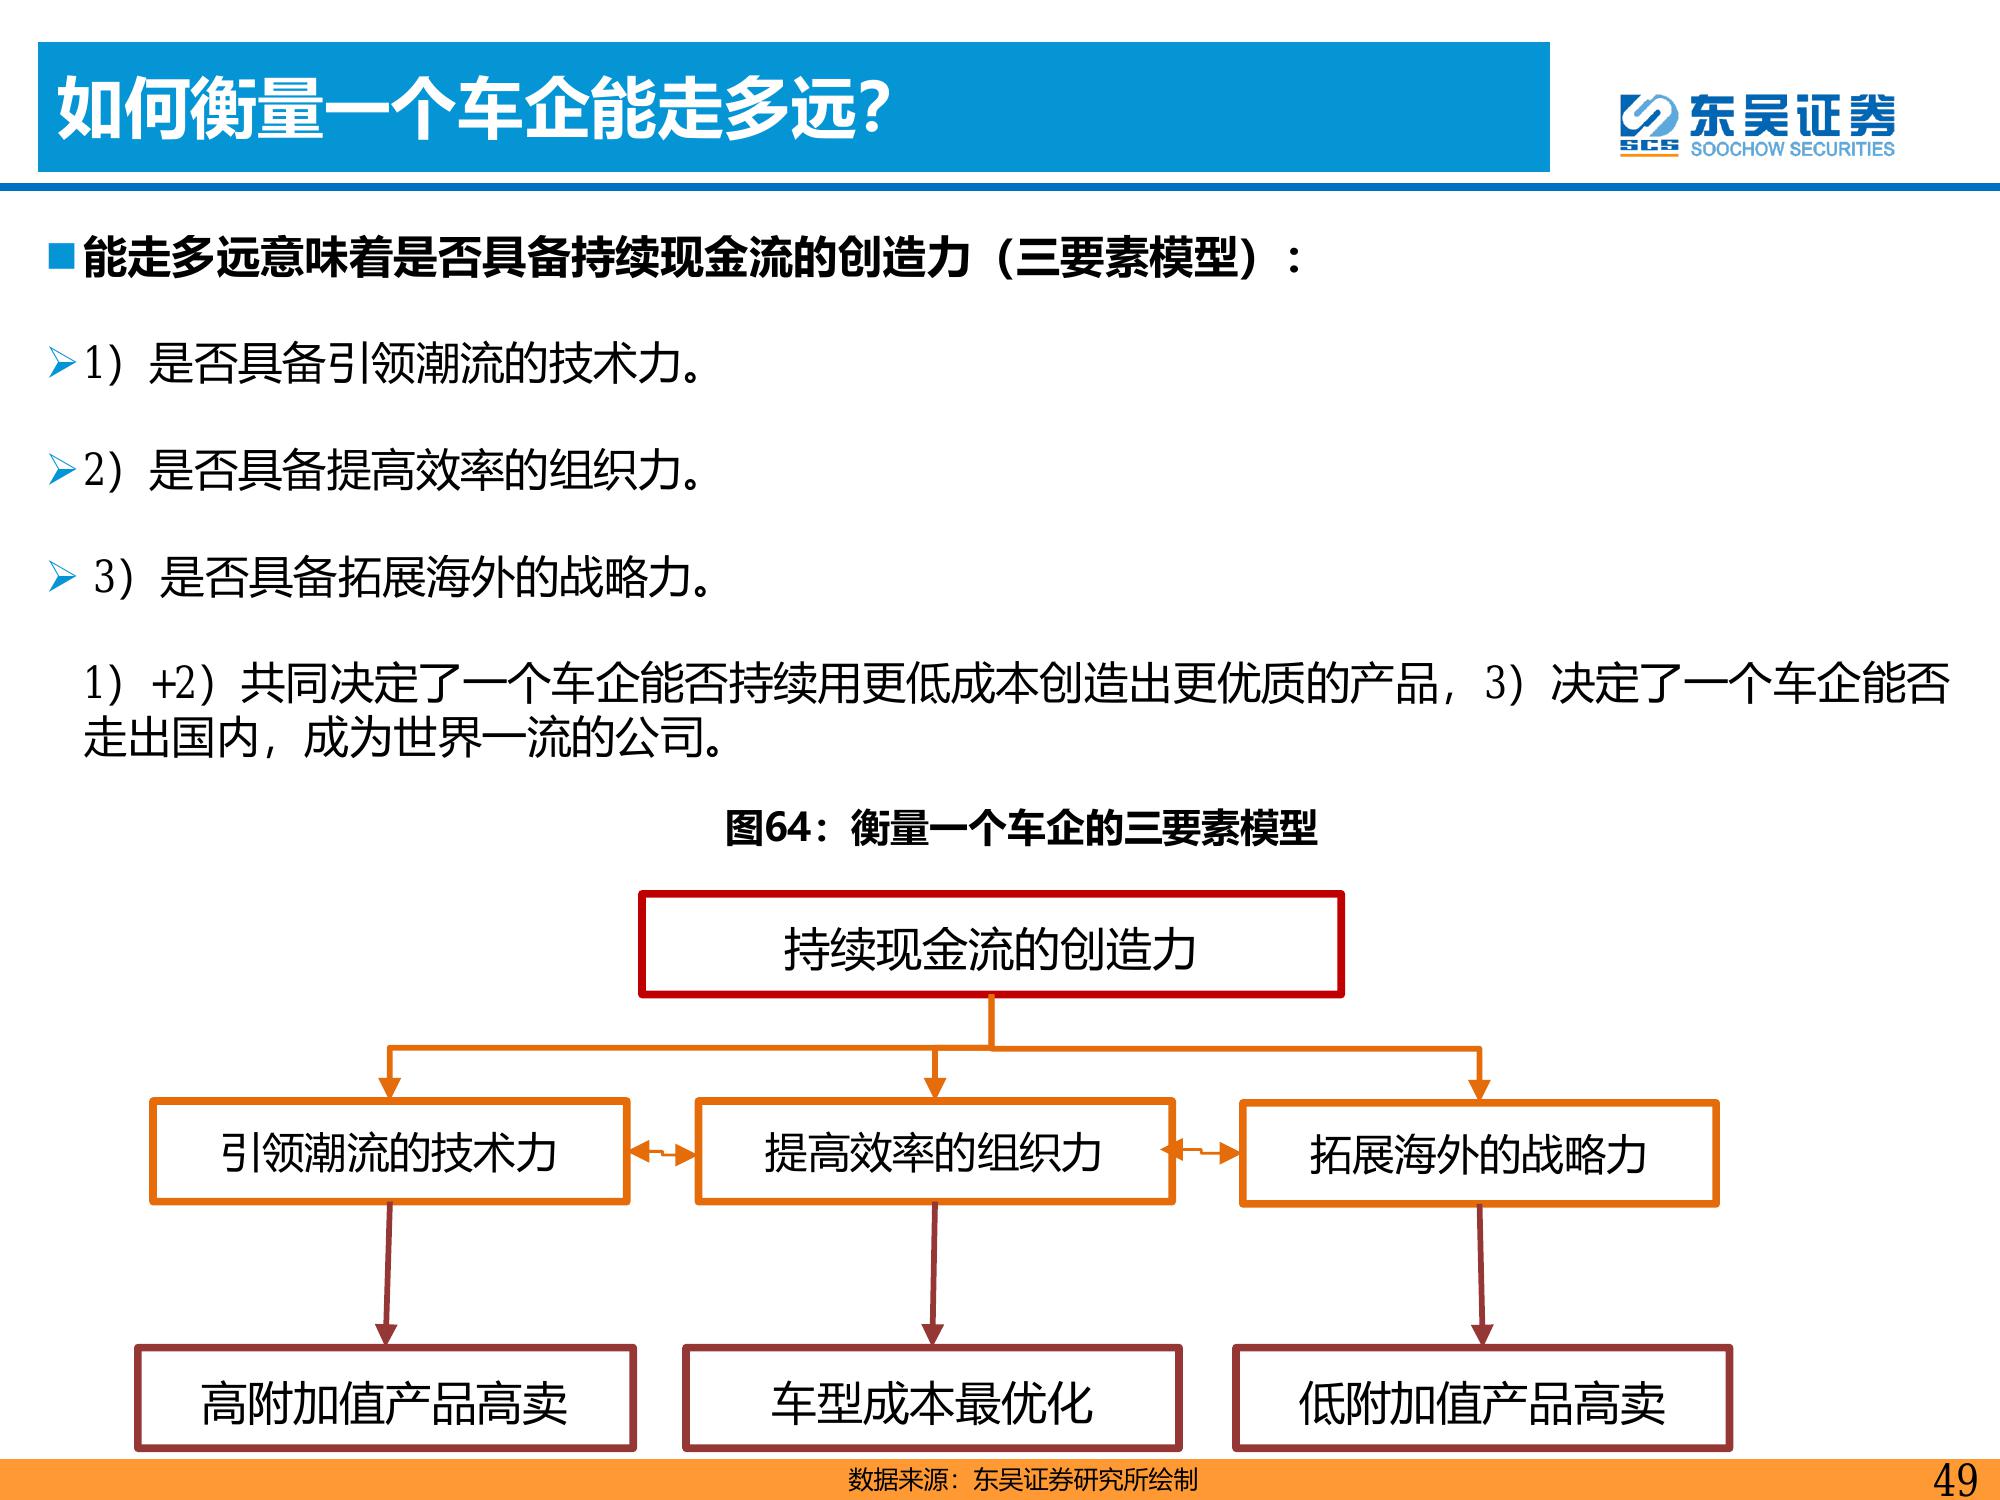 如何衡量一个车企能走多远？
东吴证券
SCS
SOOCHOW SECURITIES
能走多远意味着是否具备持续现金流的创造力（三要素模型）：
1）是否具备引领潮流的技术力。
2）是否具备提高效率的组织力。
3）是否具备拓展海外的战略力。
1）+2）共同决定了一个车企能否持续用更低成本创造出更优质的产品，3）决定了一个车企能否
走出国内，成为世界一流的公司。
图64：衡量一个车企的三要素模型
持续现金流的创造力
引领潮流的技术力
提高效率的组织力
拓展海外的战略力
高附加值产品高卖
车型成本最优化
低附加值产品高卖
数据来源：东吴证券研究所绘制
49